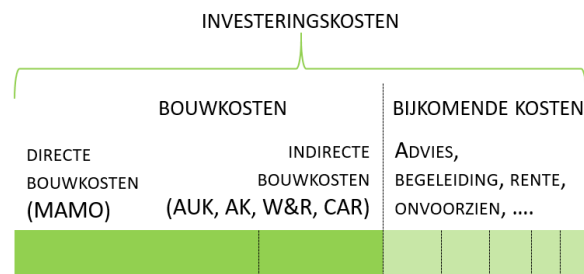 INVESTERINGSKOSTEN
BOUWKOSTEN
BIJKOMENDE KOSTEN
DIRECTE
BOUWKOSTEN
(MAMO)
INDIRECTE
BOUWKOSTEN
(AUK, AK, W&R, CAR)
ADVIES,
BEGELEIDING, RENTE,
ONVOORZIEN, ....